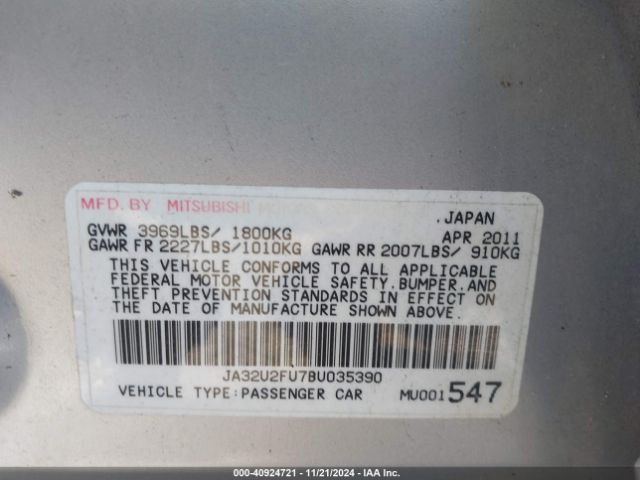 MFD. BY MITSUBISHI
.JAPAN
GVWR 3969LBS/ 1800KG
APR 2011
GAWR FR 2227LBS/1010KG GAWR RR 2007LBS/ 910KG
THIS VEHICLE CONFORMS TO ALL APPLICABLE
FEDERAL MOTOR VEHICLE SAFETY.BUMPER.AND
THEFT PREVENTION STANDARDS IN EFFECT ON
THE DATE OF MANUFACTURE SHOWN ABOVE.
JA32U2FU7BU035390
VEHICLE TYPE:PASSENGER CAR
MU001547
000-40924721 - 11/21/2024 - IAA Inc.